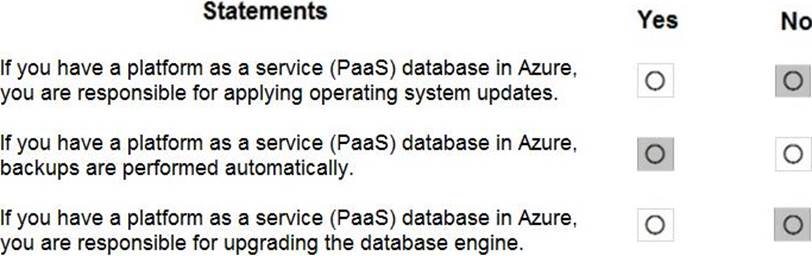 Statements Yes No
If you have a platform as a service (PaaS) database in Azure,
you are responsible for applying operating system updates.
If you have a platform as a service (PaaS) database in Azure,
backups are performed automatically.
If you have a platform as a service (PaaS) database in Azure,
you are responsible for upgrading the database engine.